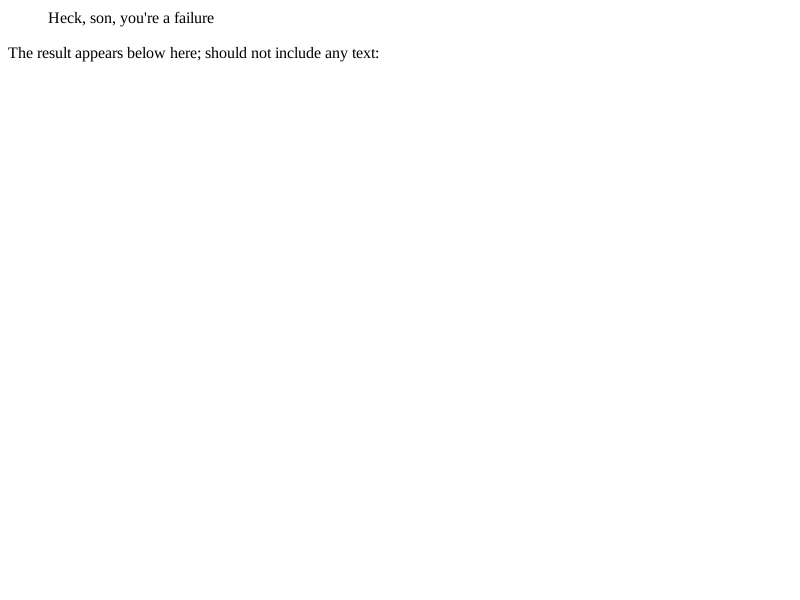 Heck, son, you're a failure
The result appears below here; should not include any text: